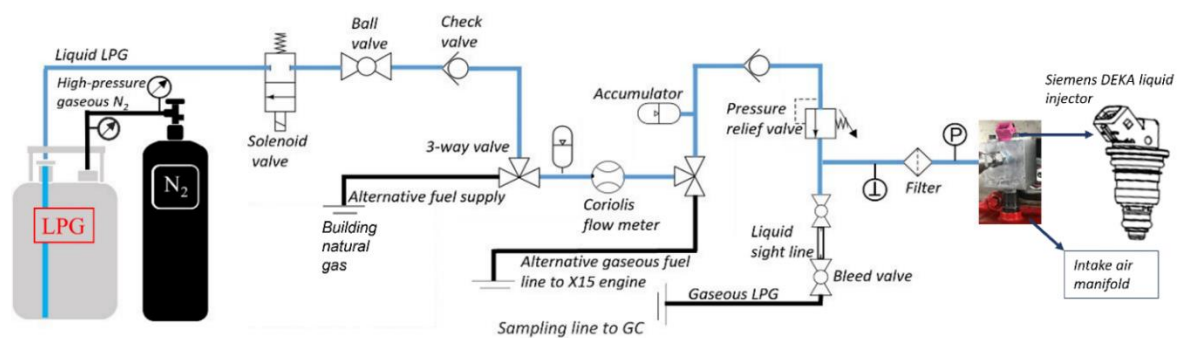 Liquid LPG
High-pressure
gaseous N₂
N₂
LPG
Solenoid
valve
Ball
valve
Check
valve
3-way valve
Alternative fuel supply
Building
natural
gas
Coriolis
flow meter
Accumulator
Alternative gaseous fuel
line to X15 engine
Pressure
relief valve
Liquid
sight line
Bleed valve
Gaseous LPG
Sampling line to GC
T
Filter
P
Siemens DEKA liquid
injector
Intake air
manifold